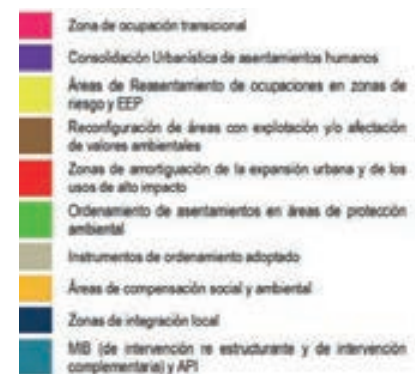 Zona de ocupación transicional
Consolidación Urbanística de asentamientos humanos
Áreas de Reasentamiento de ocupaciones en zonas de
riesgo y EEP
Reconfiguración de áreas con explotación y/o afectación
de valores ambientales
Zonas de amortiguación de la expansión urbana y de los
usos de alto impacto
Ordenamiento de asentamientos en áreas de protección
ambiental
Instrumentos de ordenamiento adoptado
Áreas de compensación social y ambiental
Zonas de integración local
MIB (de intervención re estructurante y de intervención
complementaria) y API